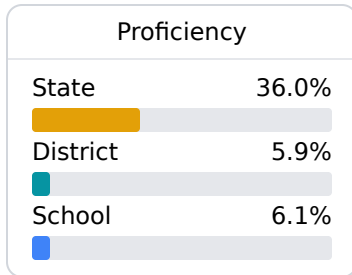 Proficiency
State 36.0%
District 5.9%
School 6.1%